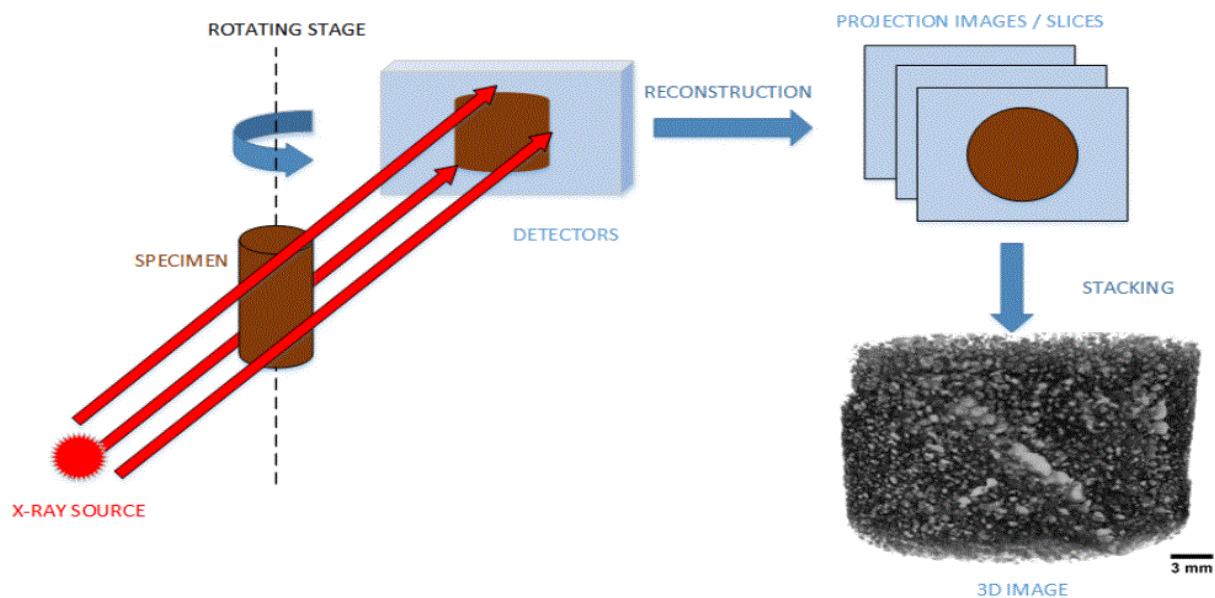 ROTATING STAGE
PROJECTION IMAGES / SLICES
RECONSTRUCTION
DETECTORS
SPECIMEN
STACKING
X-RAY SOURCE
3 mm
3D IMAGE